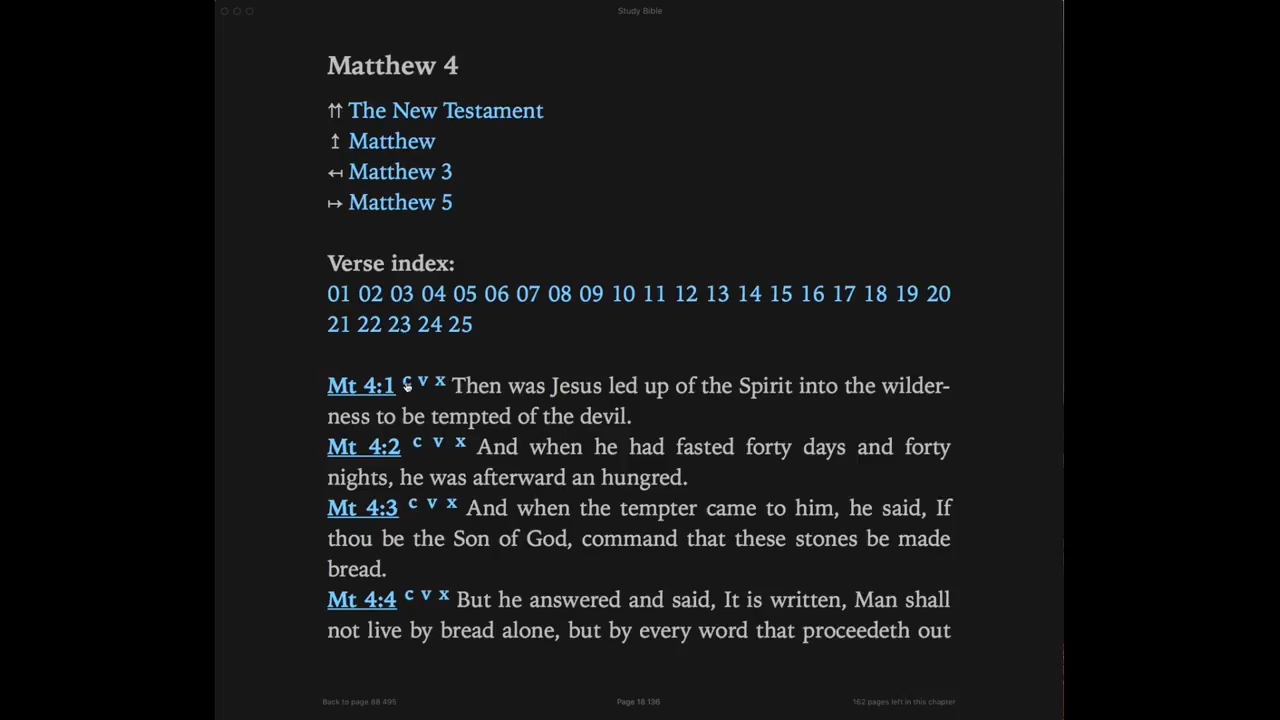 Study Bible
Matthew 4
⇈ The New Testament
↥ Matthew
↤ Matthew 3
↦ Matthew 5
Verse index:
01 02 03 04 05 06 07 08 09 10 11 12 13 14 15 16 17 18 19 20
21 22 23 24 25
Mt 4:1 c v x Then was Jesus led up of the Spirit into the wilder-
ness to be tempted of the devil.
Mt 4:2 c v x And when he had fasted forty days and forty
nights, he was afterward an hungred.
Mt 4:3 c v x And when the tempter came to him, he said, If
thou be the Son of God, command that these stones be made
bread.
Mt 4:4 c v x But he answered and said, It is written, Man shall
not live by bread alone, but by every word that proceedeth out
Back to page 88 495 Page 18 136 162 pages left in this chapter